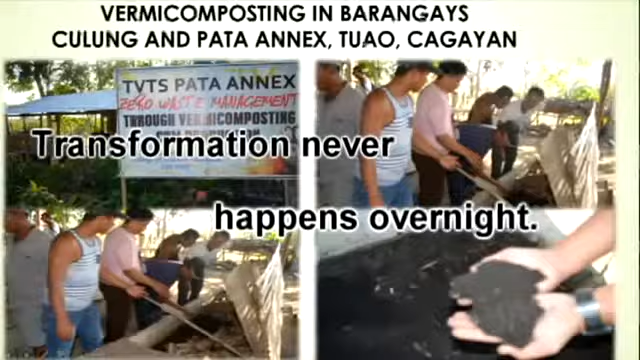 VERMICOMPOSTING IN BARANGAYS
CULUNG AND PATA ANNEX, TUAO, CAGAYAN
TVTS PATA ANNEX
ZERO WASTE MANAGEMENT
THROUGH VERMICOMPOSTING
Transformation never
happens overnight.